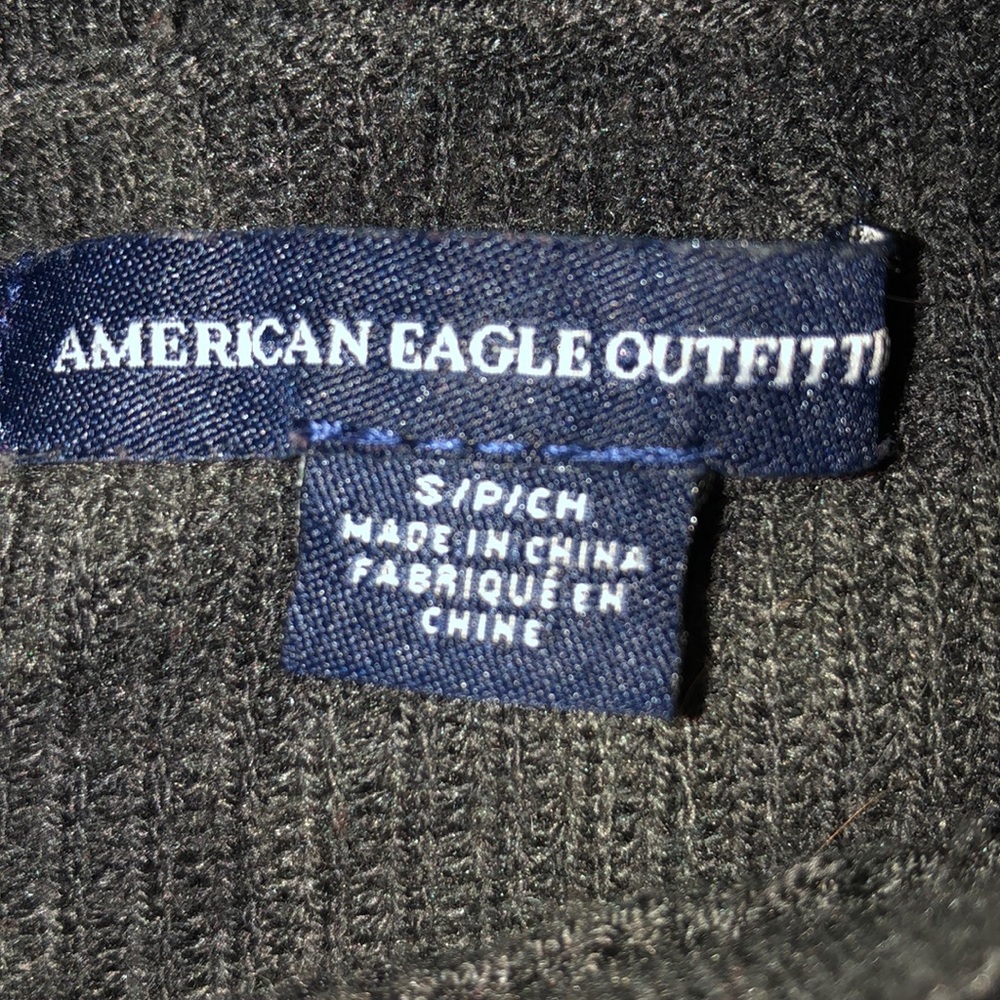 AMERICAN EAGLE OUTFITT
S/P/CH
MADE IN CHINA
FABRIQUÉ EN
CHINE